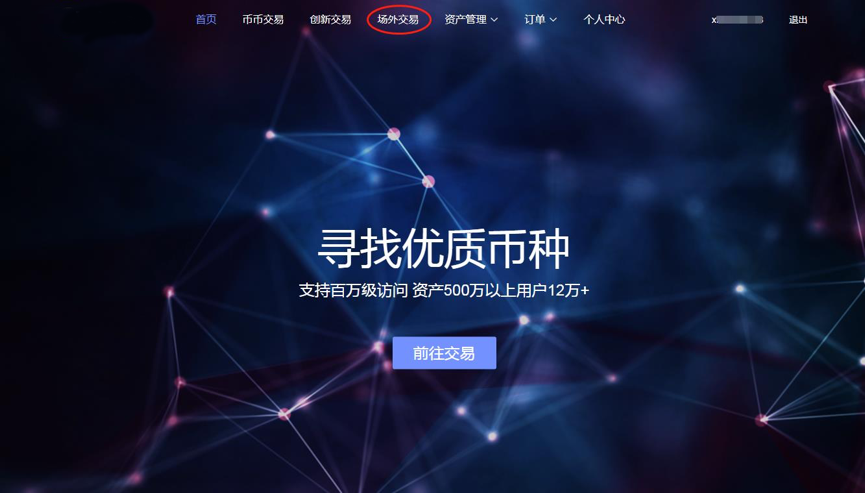 首页 币币交易 创新交易 场外交易 资产管理 订单 个人中心 退出
寻找优质币种
支持百万级访问 资产500万以上用户12万+
前往交易